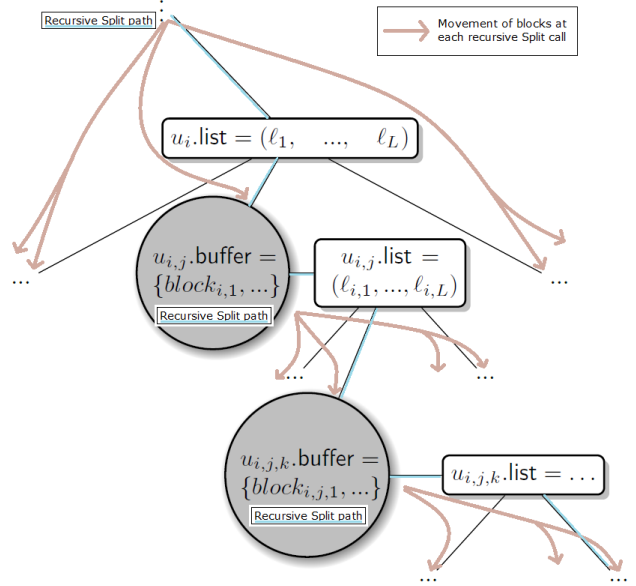 ⋮
Recursive Split path
Movement of blocks at
each recursive Split call
u_i.list = (ℓ_1, ..., ℓ_L)
... ...
u_{i,j}.buffer =
{block_{i,1}, ...}
Recursive Split path
u_{i,j}.list =
(ℓ_{i,1}, ..., ℓ_{i,L})
... ...
u_{i,j,k}.buffer =
{block_{i,j,1}, ...}
Recursive Split path
u_{i,j,k}.list = ...
... ...